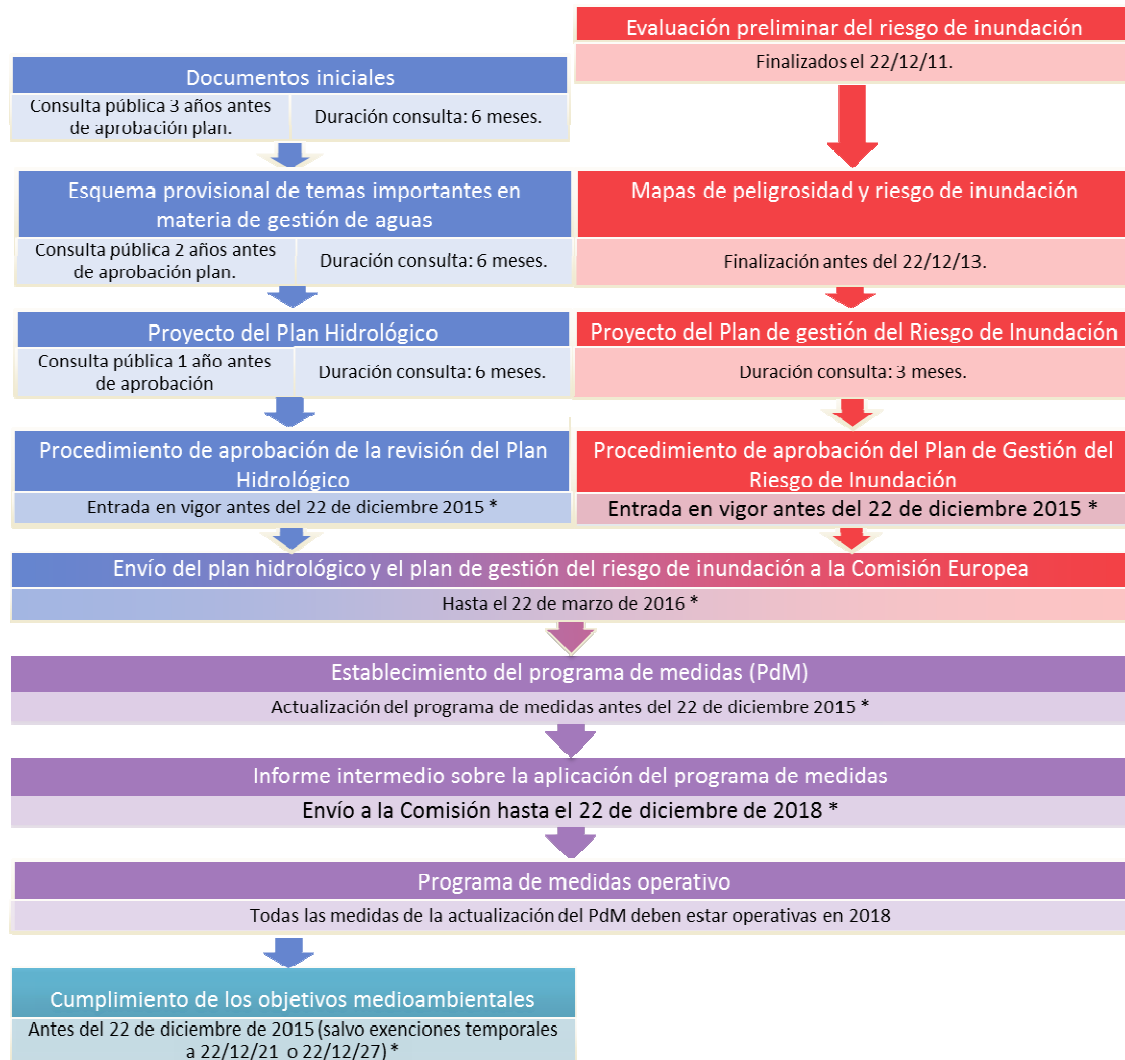 Evaluación preliminar del riesgo de inundación
Finalizados el 22/12/11.
Documentos iniciales
Consulta pública 3 años antes
de aprobación plan.
Duración consulta: 6 meses.
Esquema provisional de temas importantes en
materia de gestión de aguas
Consulta pública 2 años antes
de aprobación plan.
Duración consulta: 6 meses.
Mapas de peligrosidad y riesgo de inundación
Finalización antes del 22/12/13.
Proyecto del Plan Hidrológico
Consulta pública 1 año antes
de aprobación
Duración consulta: 6 meses.
Proyecto del Plan de gestión del Riesgo de Inundación
Duración consulta: 3 meses.
Procedimiento de aprobación de la revisión del Plan
Hidrológico
Entrada en vigor antes del 22 de diciembre 2015 *
Procedimiento de aprobación del Plan de Gestión del
Riesgo de Inundación
Entrada en vigor antes del 22 de diciembre 2015 *
Envío del plan hidrológico y el plan de gestión del riesgo de inundación a la Comisión Europea
Hasta el 22 de marzo de 2016 *
Establecimiento del programa de medidas (PdM)
Actualización del programa de medidas antes del 22 de diciembre 2015 *
Informe intermedio sobre la aplicación del programa de medidas
Envío a la Comisión hasta el 22 de diciembre de 2018 *
Programa de medidas operativo
Todas las medidas de la actualización del PdM deben estar operativas en 2018
Cumplimiento de los objetivos medioambientales
Antes del 22 de diciembre de 2015 (salvo exenciones temporales
a 22/12/21 o 22/12/27) *